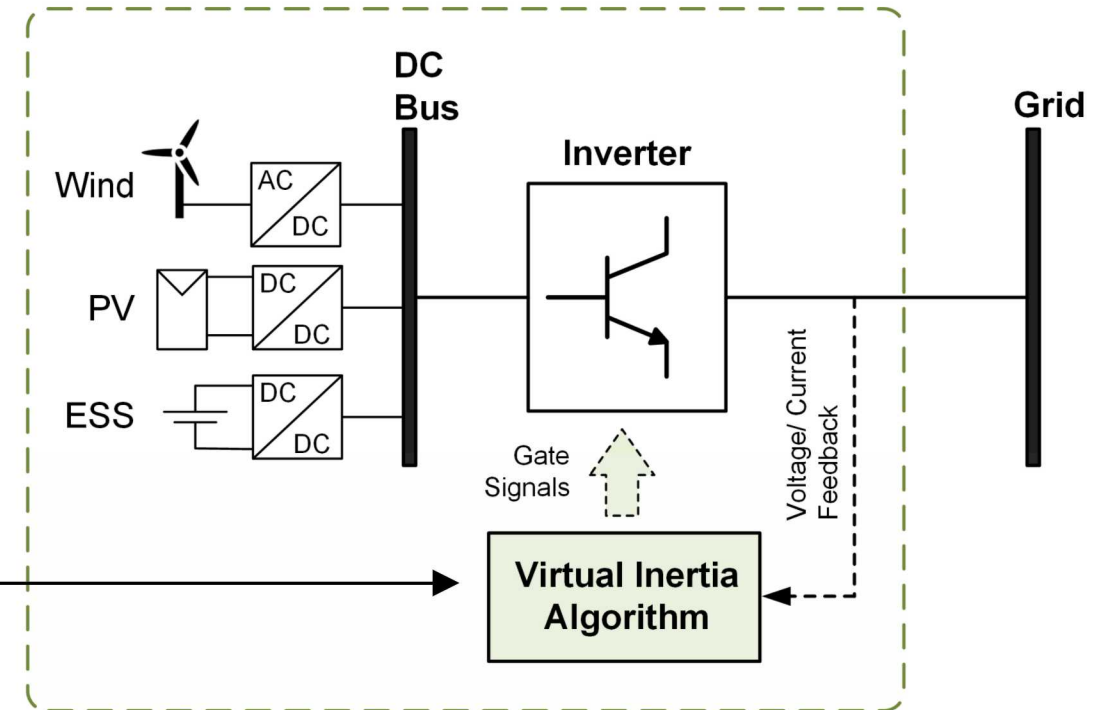 DC
Bus
Grid
Inverter
Wind
AC
DC
PV
DC
DC
ESS
DC
DC
Gate
Signals
Voltage/ Current
Feedback
Virtual Inertia
Algorithm